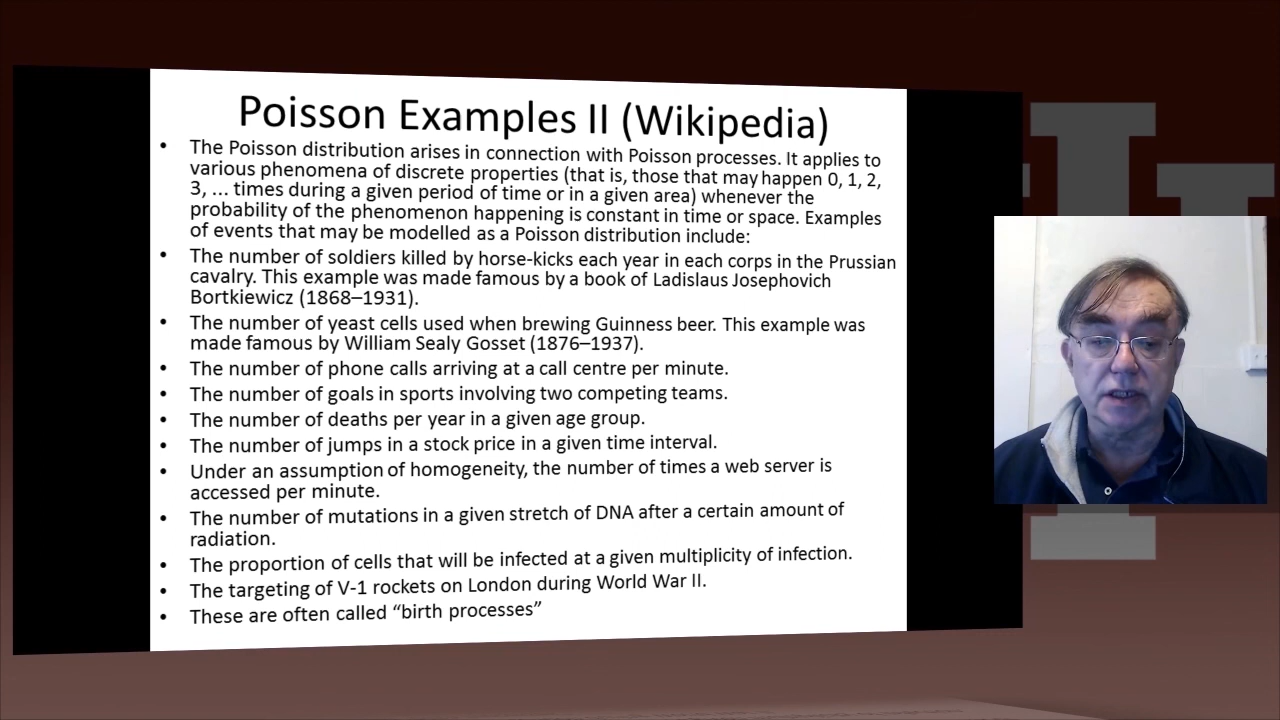 Poisson Examples II (Wikipedia)
• The Poisson distribution arises in connection with Poisson processes. It applies to
various phenomena of discrete properties (that is, those that may happen 0, 1, 2,
3, ... times during a given period of time or in a given area) whenever the
probability of the phenomenon happening is constant in time or space. Examples
of events that may be modelled as a Poisson distribution include:
• The number of soldiers killed by horse-kicks each year in each corps in the Prussian
cavalry. This example was made famous by a book of Ladislaus Josephovich
Bortkiewicz (1868–1931).
• The number of yeast cells used when brewing Guinness beer. This example was
made famous by William Sealy Gosset (1876–1937).
• The number of phone calls arriving at a call centre per minute.
• The number of goals in sports involving two competing teams.
• The number of deaths per year in a given age group.
• The number of jumps in a stock price in a given time interval.
• Under an assumption of homogeneity, the number of times a web server is
accessed per minute.
• The number of mutations in a given stretch of DNA after a certain amount of
radiation.
• The proportion of cells that will be infected at a given multiplicity of infection.
• The targeting of V-1 rockets on London during World War II.
• These are often called “birth processes”